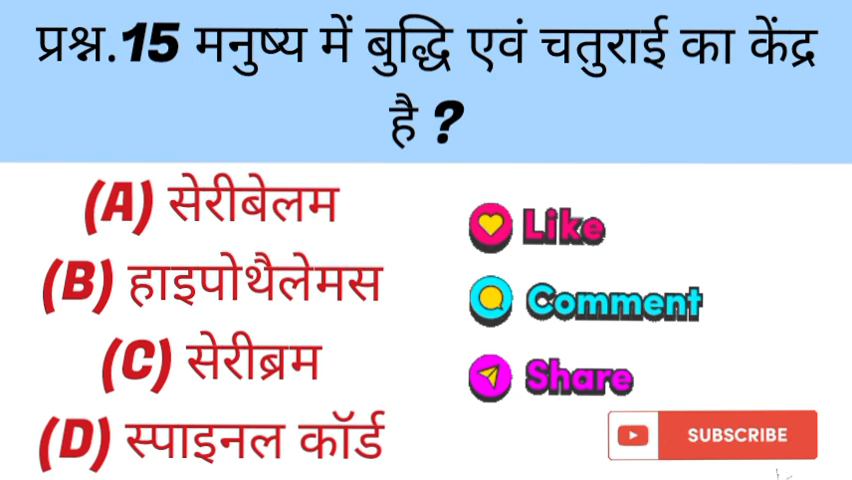 प्रश्न.15 मनुष्य में बुद्धि एवं चतुराई का केंद्र
है ?
(A) सेरीबेलम
(B) हाइपोथैलेमस
(C) सेरीब्रम
(D) स्पाइनल कॉर्ड
Like
Comment
Share
SUBSCRIBE